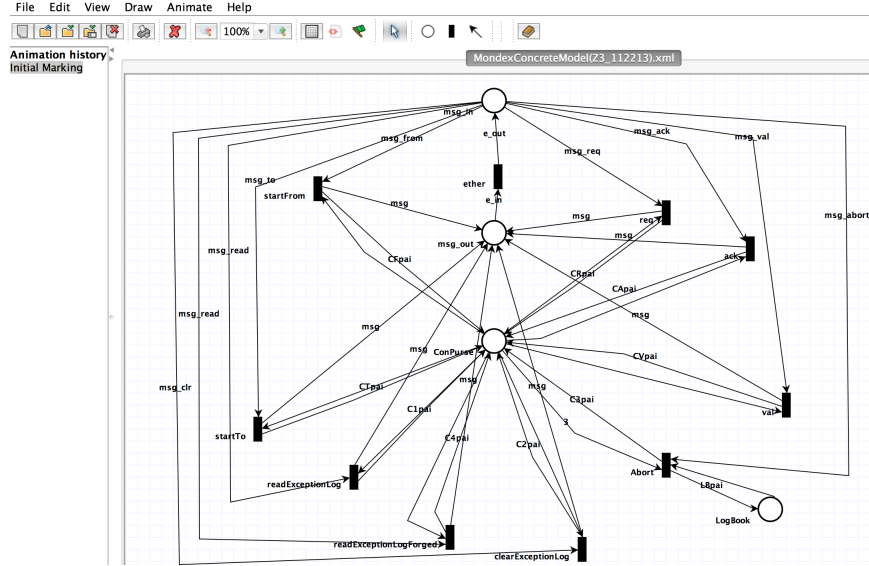 File Edit View Draw Animate Help
100%
Animation history
Initial Marking
MondexConcreteModel(Z3_112213).xml
msg_in
msg_from
e_out
msg_ack
msg_val
msg_req
msg_to
ether
startFrom
e_in
msg
msg
req
msg_abort
msg
msg_out
msg_read
CFpai
ack
CRpai
CApai
msg_read
msg
msg
msg
ConPurse
CVpai
msg_clr
CTpai
msg
msg
C3pai
C1pai
val
3
startTo
C4pai
C2pai
Abort
readExceptionLog
LBpai
LogBook
readExceptionLogForged
clearExceptionLog